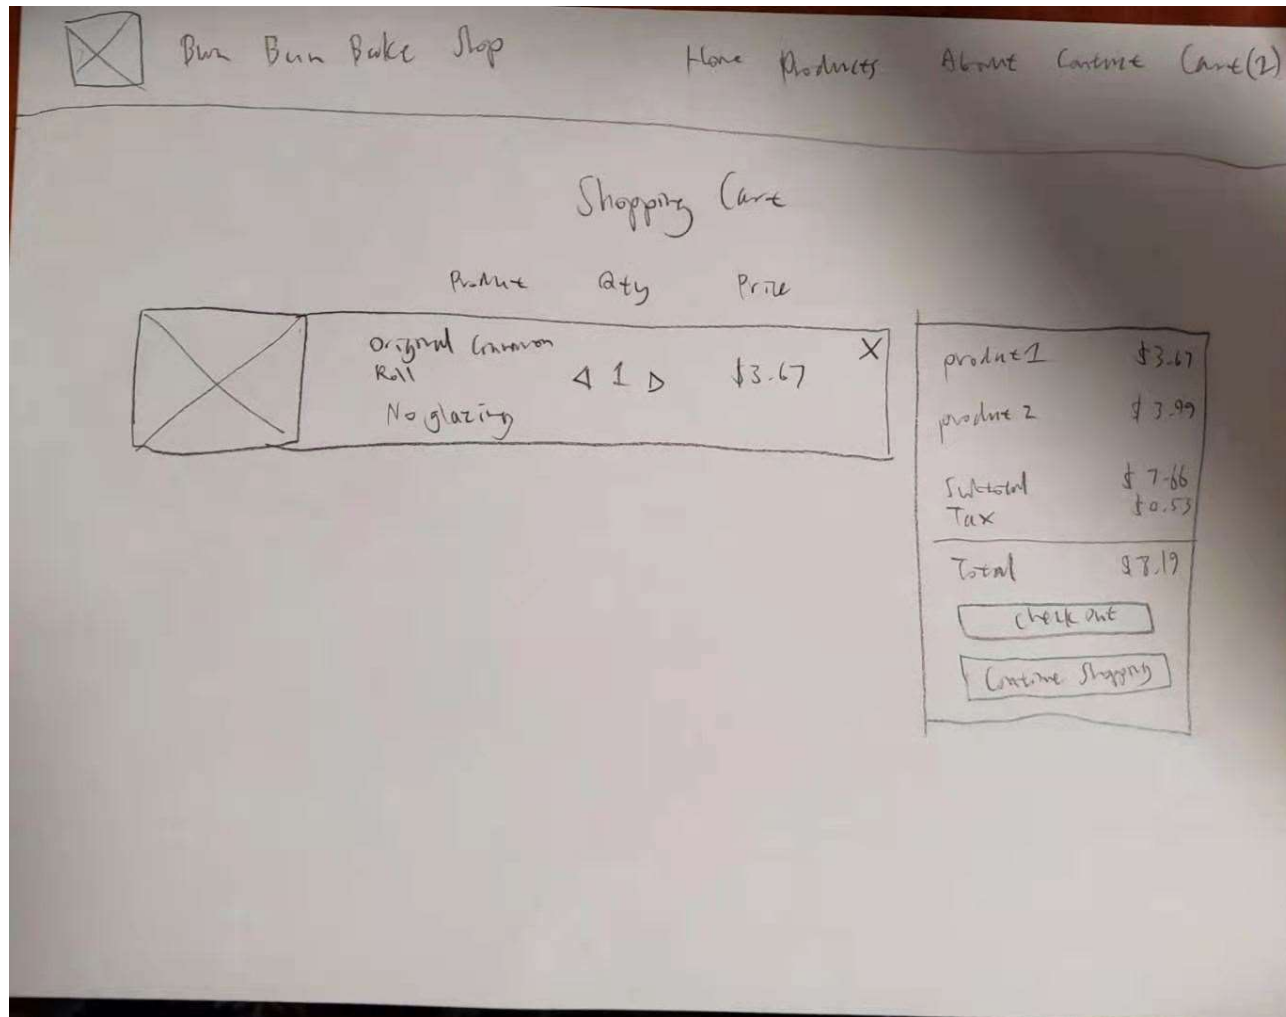 Bun Bun Bake Shop
Home Products About Contact Cart(2)
Shopping Cart
Product Qty Price
Original Cinnamon
Roll
1 $3.67
X
No glazing
product1 $3.67
product 2 $3.99
Subtotal $7.66
Tax $0.53
Total $8.19
Check out
Continue Shopping